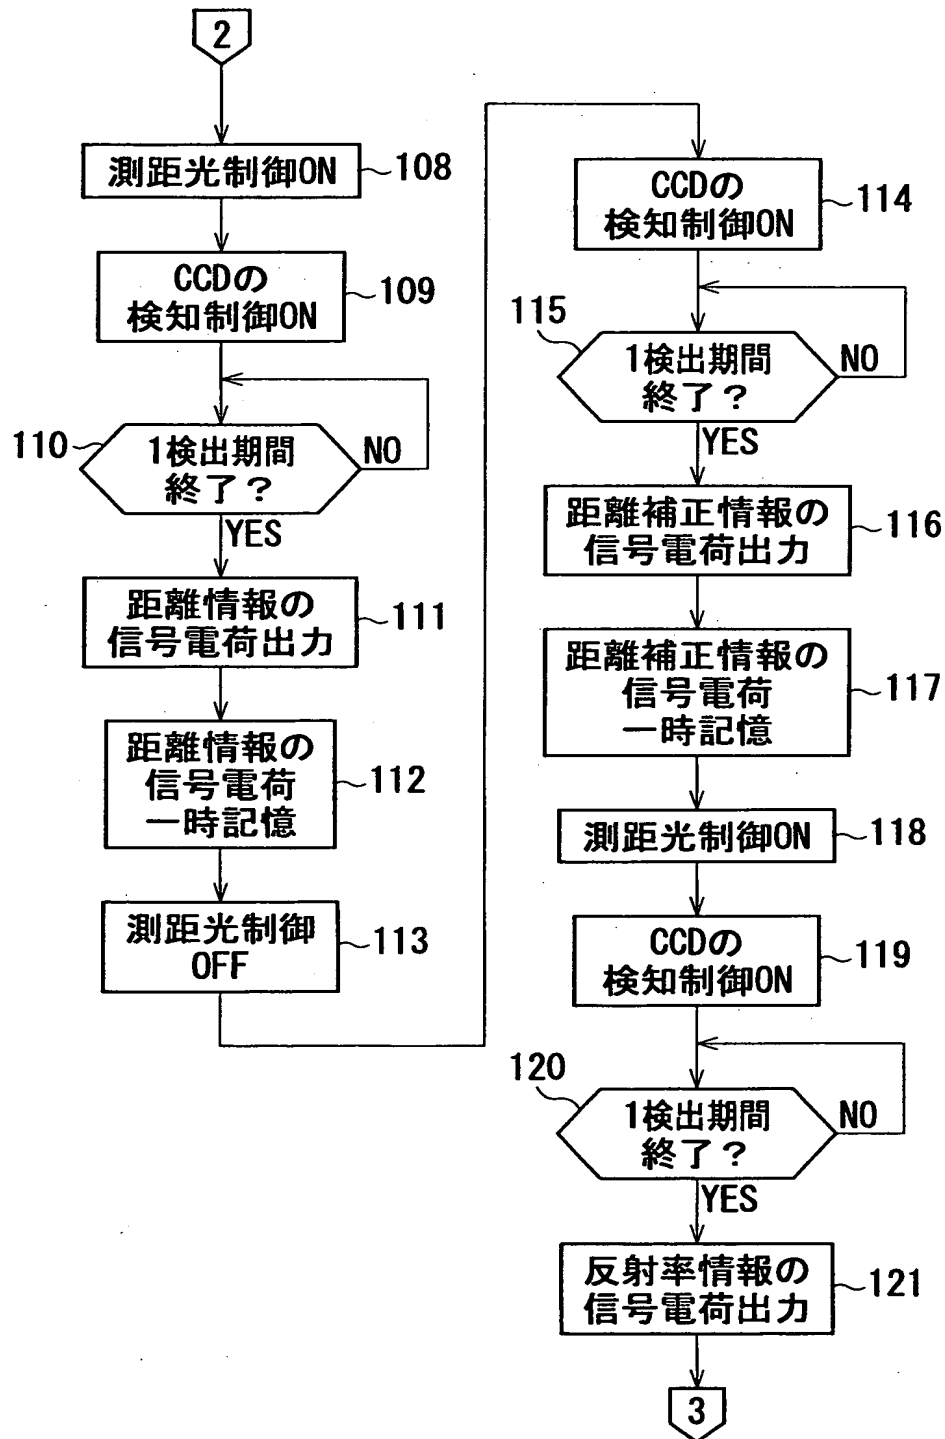 2
測距光制御ON
108
CCDの
検知制御ON
109
110
1検出期間
終了?
NO
YES
距離情報の
信号電荷出力
111
距離情報の
信号電荷
一時記憶
112
測距光制御
OFF
113
CCDの
検知制御ON
114
115
1検出期間
終了?
NO
YES
距離補正情報の
信号電荷出力
116
距離補正情報の
信号電荷
一時記憶
117
測距光制御ON
118
CCDの
検知制御ON
119
120
1検出期間
終了?
NO
YES
反射率情報の
信号電荷出力
121
3